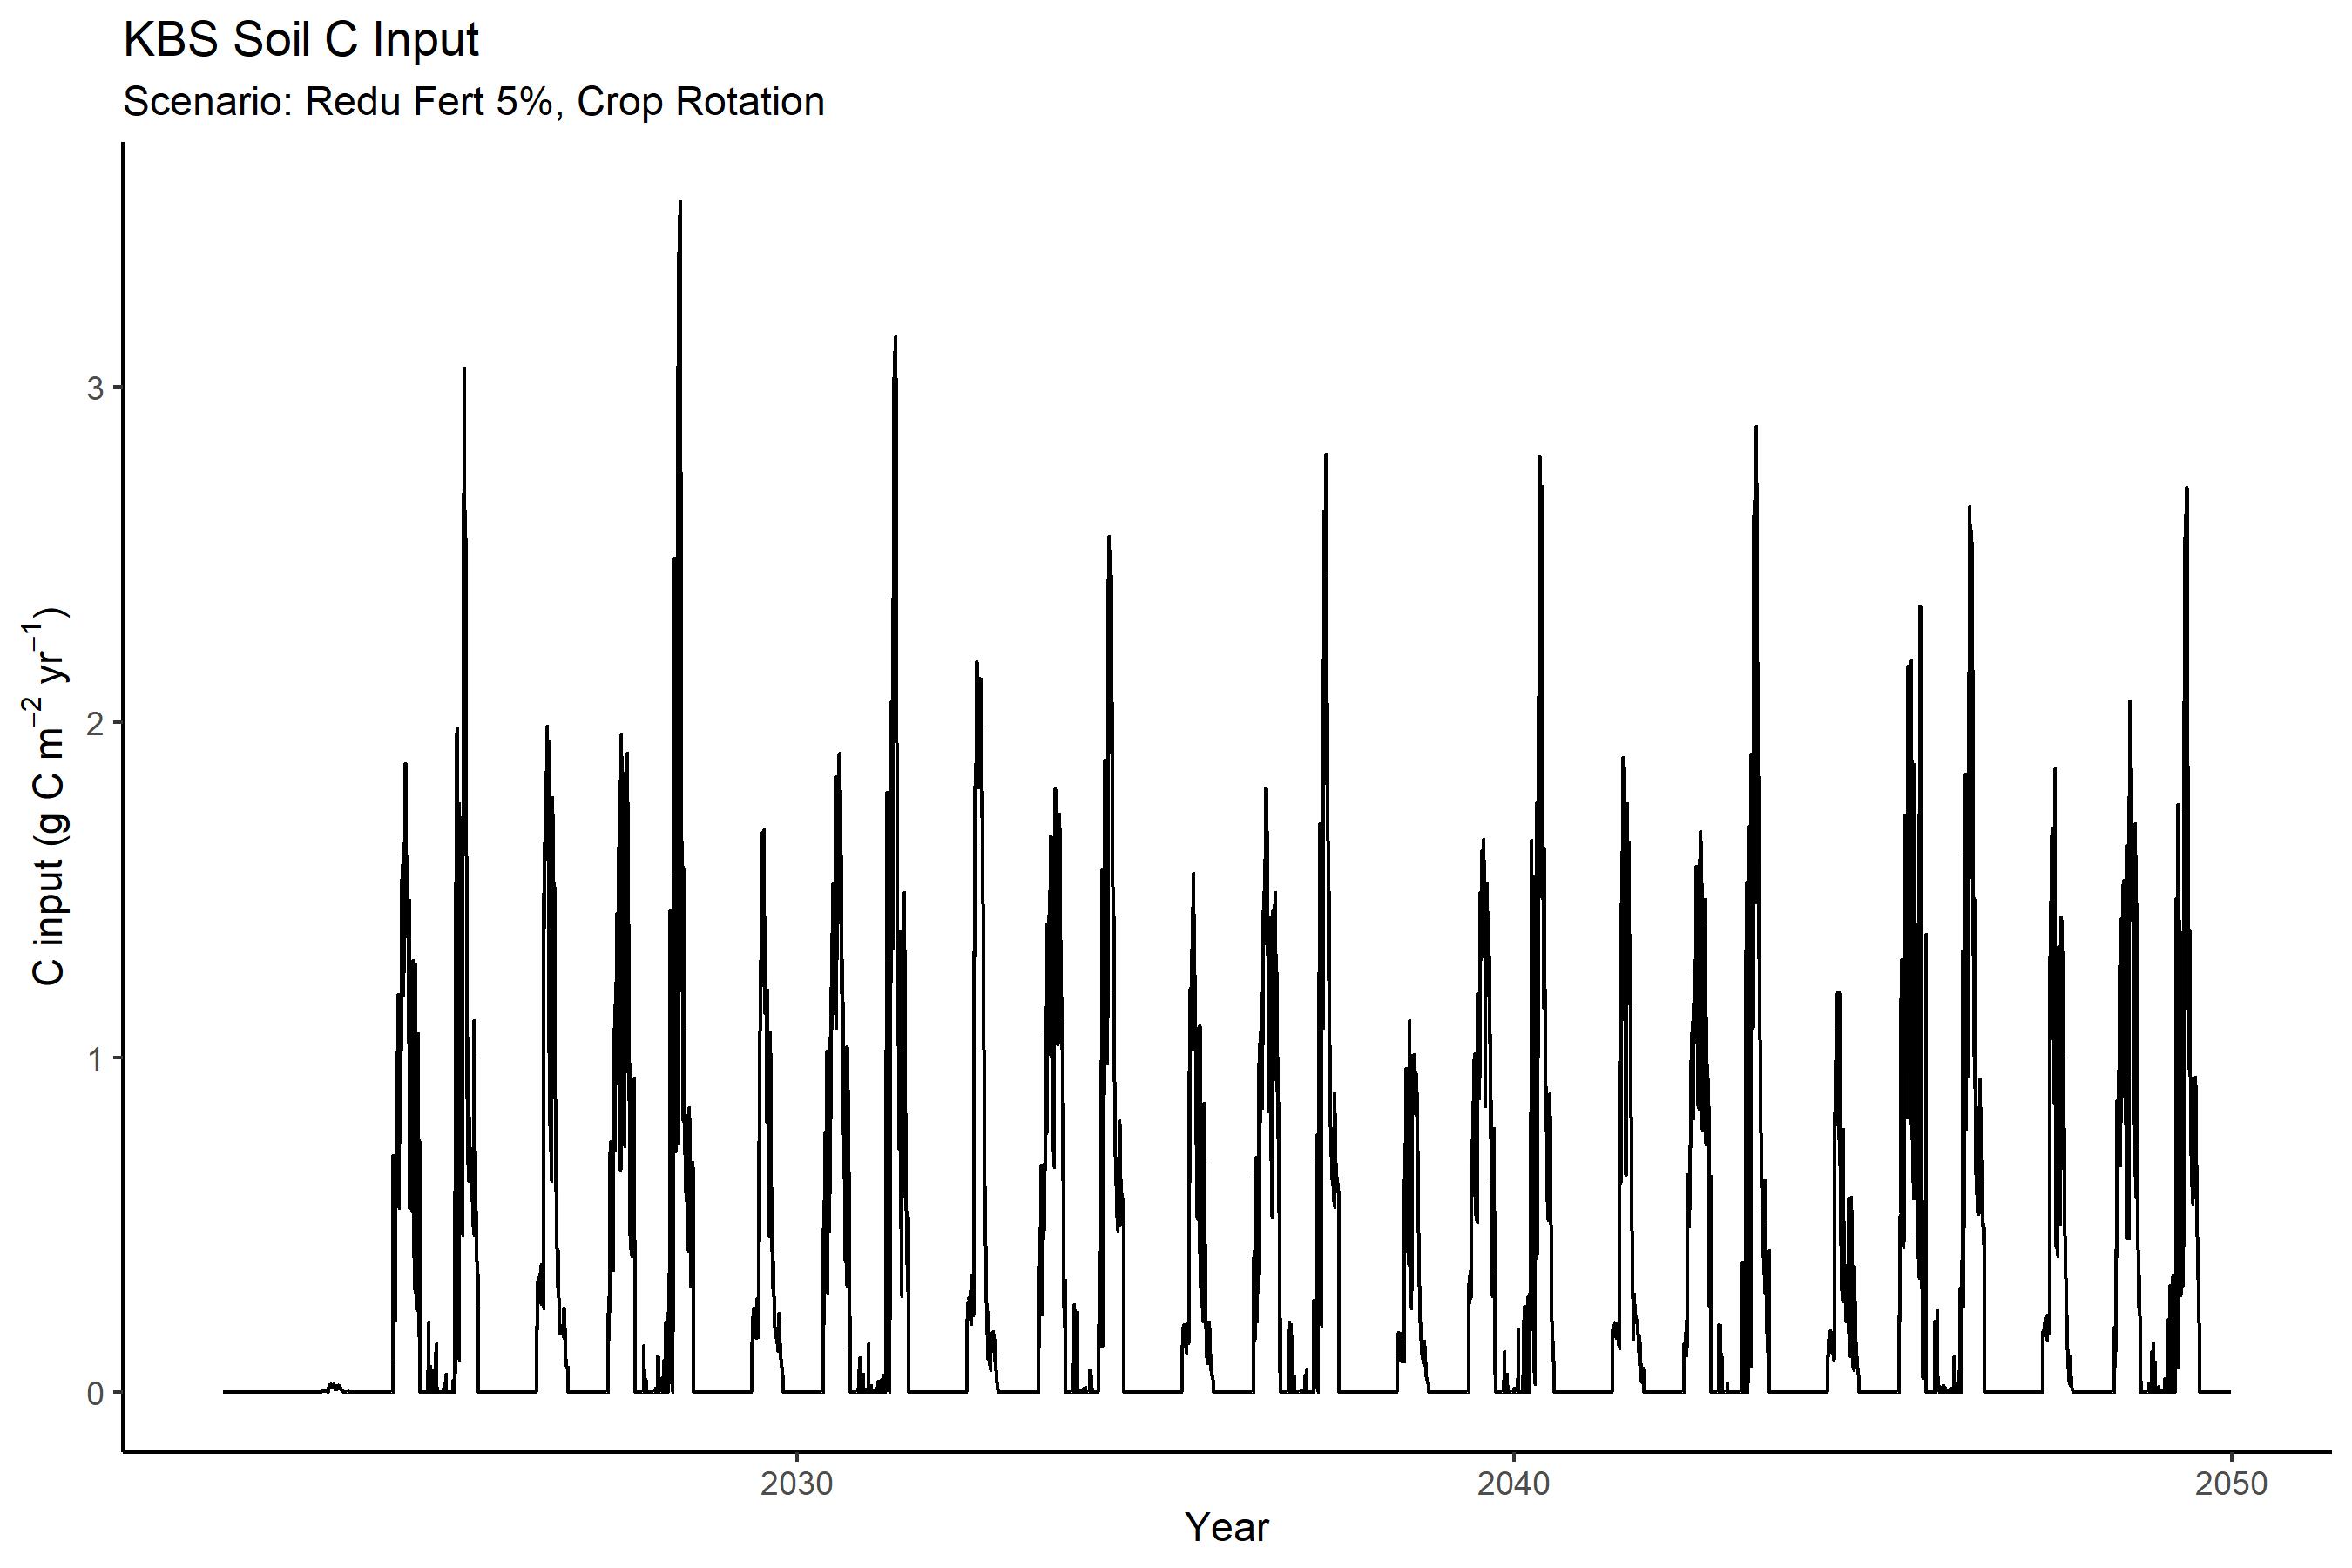 KBS Soil C Input
Scenario: Redu Fert 5%, Crop Rotation
C input (g C m⁻² yr⁻¹)
3
2
1
0
2030
2040
2050
Year